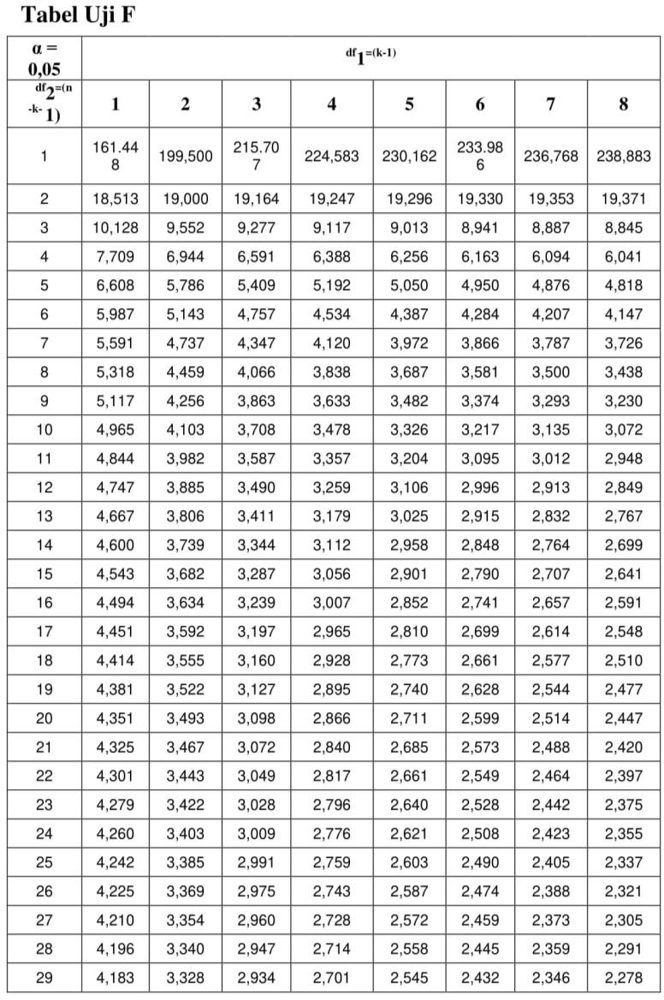 Tabel Uji F
α = 0,05 df1=(k-1)
df2=(n-k-1) 1 2 3 4 5 6 7 8
1 161.448 199,500 215.707 224,583 230,162 233.986 236,768 238,883
2 18,513 19,000 19,164 19,247 19,296 19,330 19,353 19,371
3 10,128 9,552 9,277 9,117 9,013 8,941 8,887 8,845
4 7,709 6,944 6,591 6,388 6,256 6,163 6,094 6,041
5 6,608 5,786 5,409 5,192 5,050 4,950 4,876 4,818
6 5,987 5,143 4,757 4,534 4,387 4,284 4,207 4,147
7 5,591 4,737 4,347 4,120 3,972 3,866 3,787 3,726
8 5,318 4,459 4,066 3,838 3,687 3,581 3,500 3,438
9 5,117 4,256 3,863 3,633 3,482 3,374 3,293 3,230
10 4,965 4,103 3,708 3,478 3,326 3,217 3,135 3,072
11 4,844 3,982 3,587 3,357 3,204 3,095 3,012 2,948
12 4,747 3,885 3,490 3,259 3,106 2,996 2,913 2,849
13 4,667 3,806 3,411 3,179 3,025 2,915 2,832 2,767
14 4,600 3,739 3,344 3,112 2,958 2,848 2,764 2,699
15 4,543 3,682 3,287 3,056 2,901 2,790 2,707 2,641
16 4,494 3,634 3,239 3,007 2,852 2,741 2,657 2,591
17 4,451 3,592 3,197 2,965 2,810 2,699 2,614 2,548
18 4,414 3,555 3,160 2,928 2,773 2,661 2,577 2,510
19 4,381 3,522 3,127 2,895 2,740 2,628 2,544 2,477
20 4,351 3,493 3,098 2,866 2,711 2,599 2,514 2,447
21 4,325 3,467 3,072 2,840 2,685 2,573 2,488 2,420
22 4,301 3,443 3,049 2,817 2,661 2,549 2,464 2,397
23 4,279 3,422 3,028 2,796 2,640 2,528 2,442 2,375
24 4,260 3,403 3,009 2,776 2,621 2,508 2,423 2,355
25 4,242 3,385 2,991 2,759 2,603 2,490 2,405 2,337
26 4,225 3,369 2,975 2,743 2,587 2,474 2,388 2,321
27 4,210 3,354 2,960 2,728 2,572 2,459 2,373 2,305
28 4,196 3,340 2,947 2,714 2,558 2,445 2,359 2,291
29 4,183 3,328 2,934 2,701 2,545 2,432 2,346 2,278